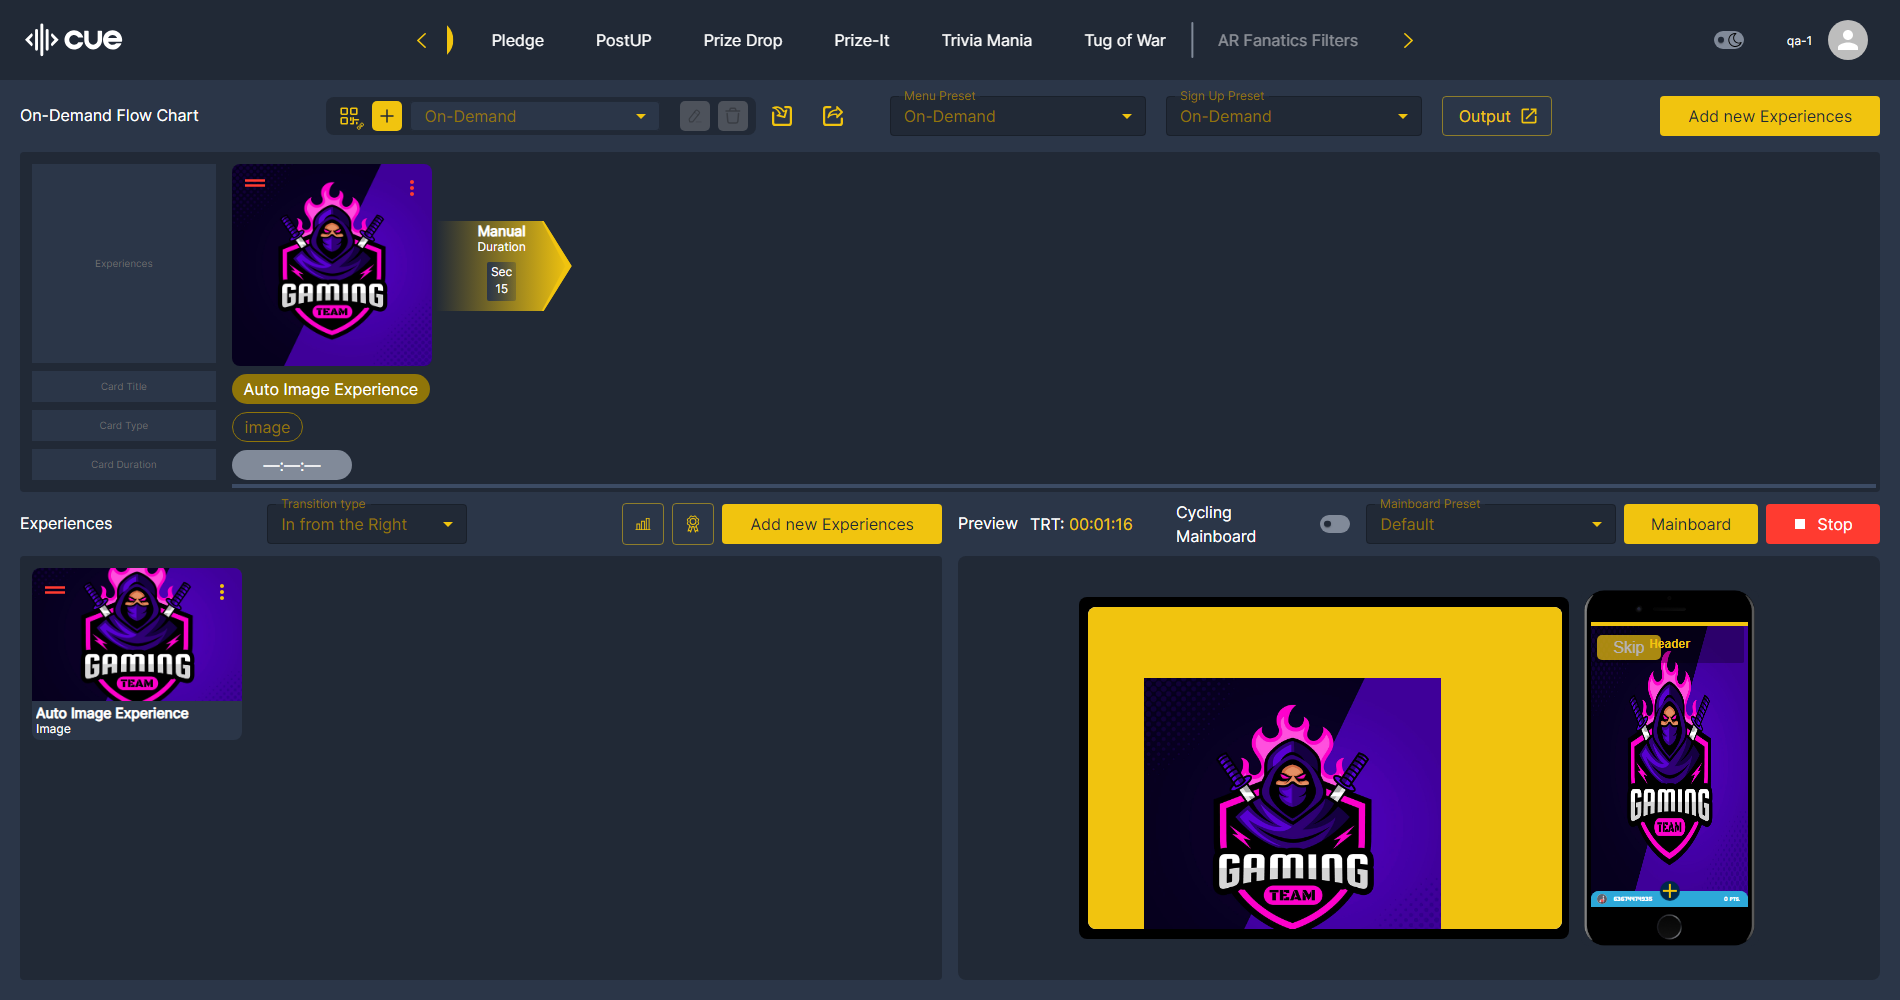 cue
Pledge
PostUP
Prize Drop
Prize-It
Trivia Mania
Tug of War
AR Fanatics Filters
qa-1
On-Demand Flow Chart
On-Demand
Menu Preset
On-Demand
Sign Up Preset
On-Demand
Output
Add new Experiences
Experiences
GAMING
TEAM
Manual
Duration
Sec
15
Card Title
Auto Image Experience
Card Type
image
Card Duration
—:—:—
Experiences
Transition type
In from the Right
Add new Experiences
Preview
TRT: 00:01:16
Cycling
Mainboard
Mainboard Preset
Default
Mainboard
Stop
GAMING
TEAM
Auto Image Experience
Image
GAMING
TEAM
Skip
Header
GAMING
TEAM
0 PTS.